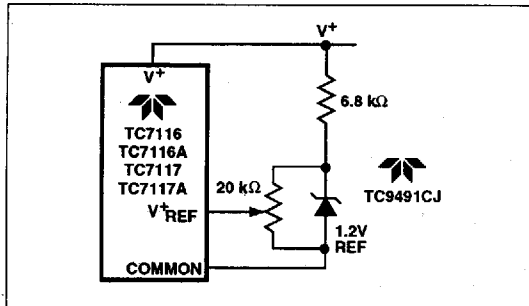 V+
V+
6.8 kΩ
TC7116
TC7116A
TC7117
TC7117A
20 kΩ
TC9491CJ
V+REF
1.2V
REF
COMMON